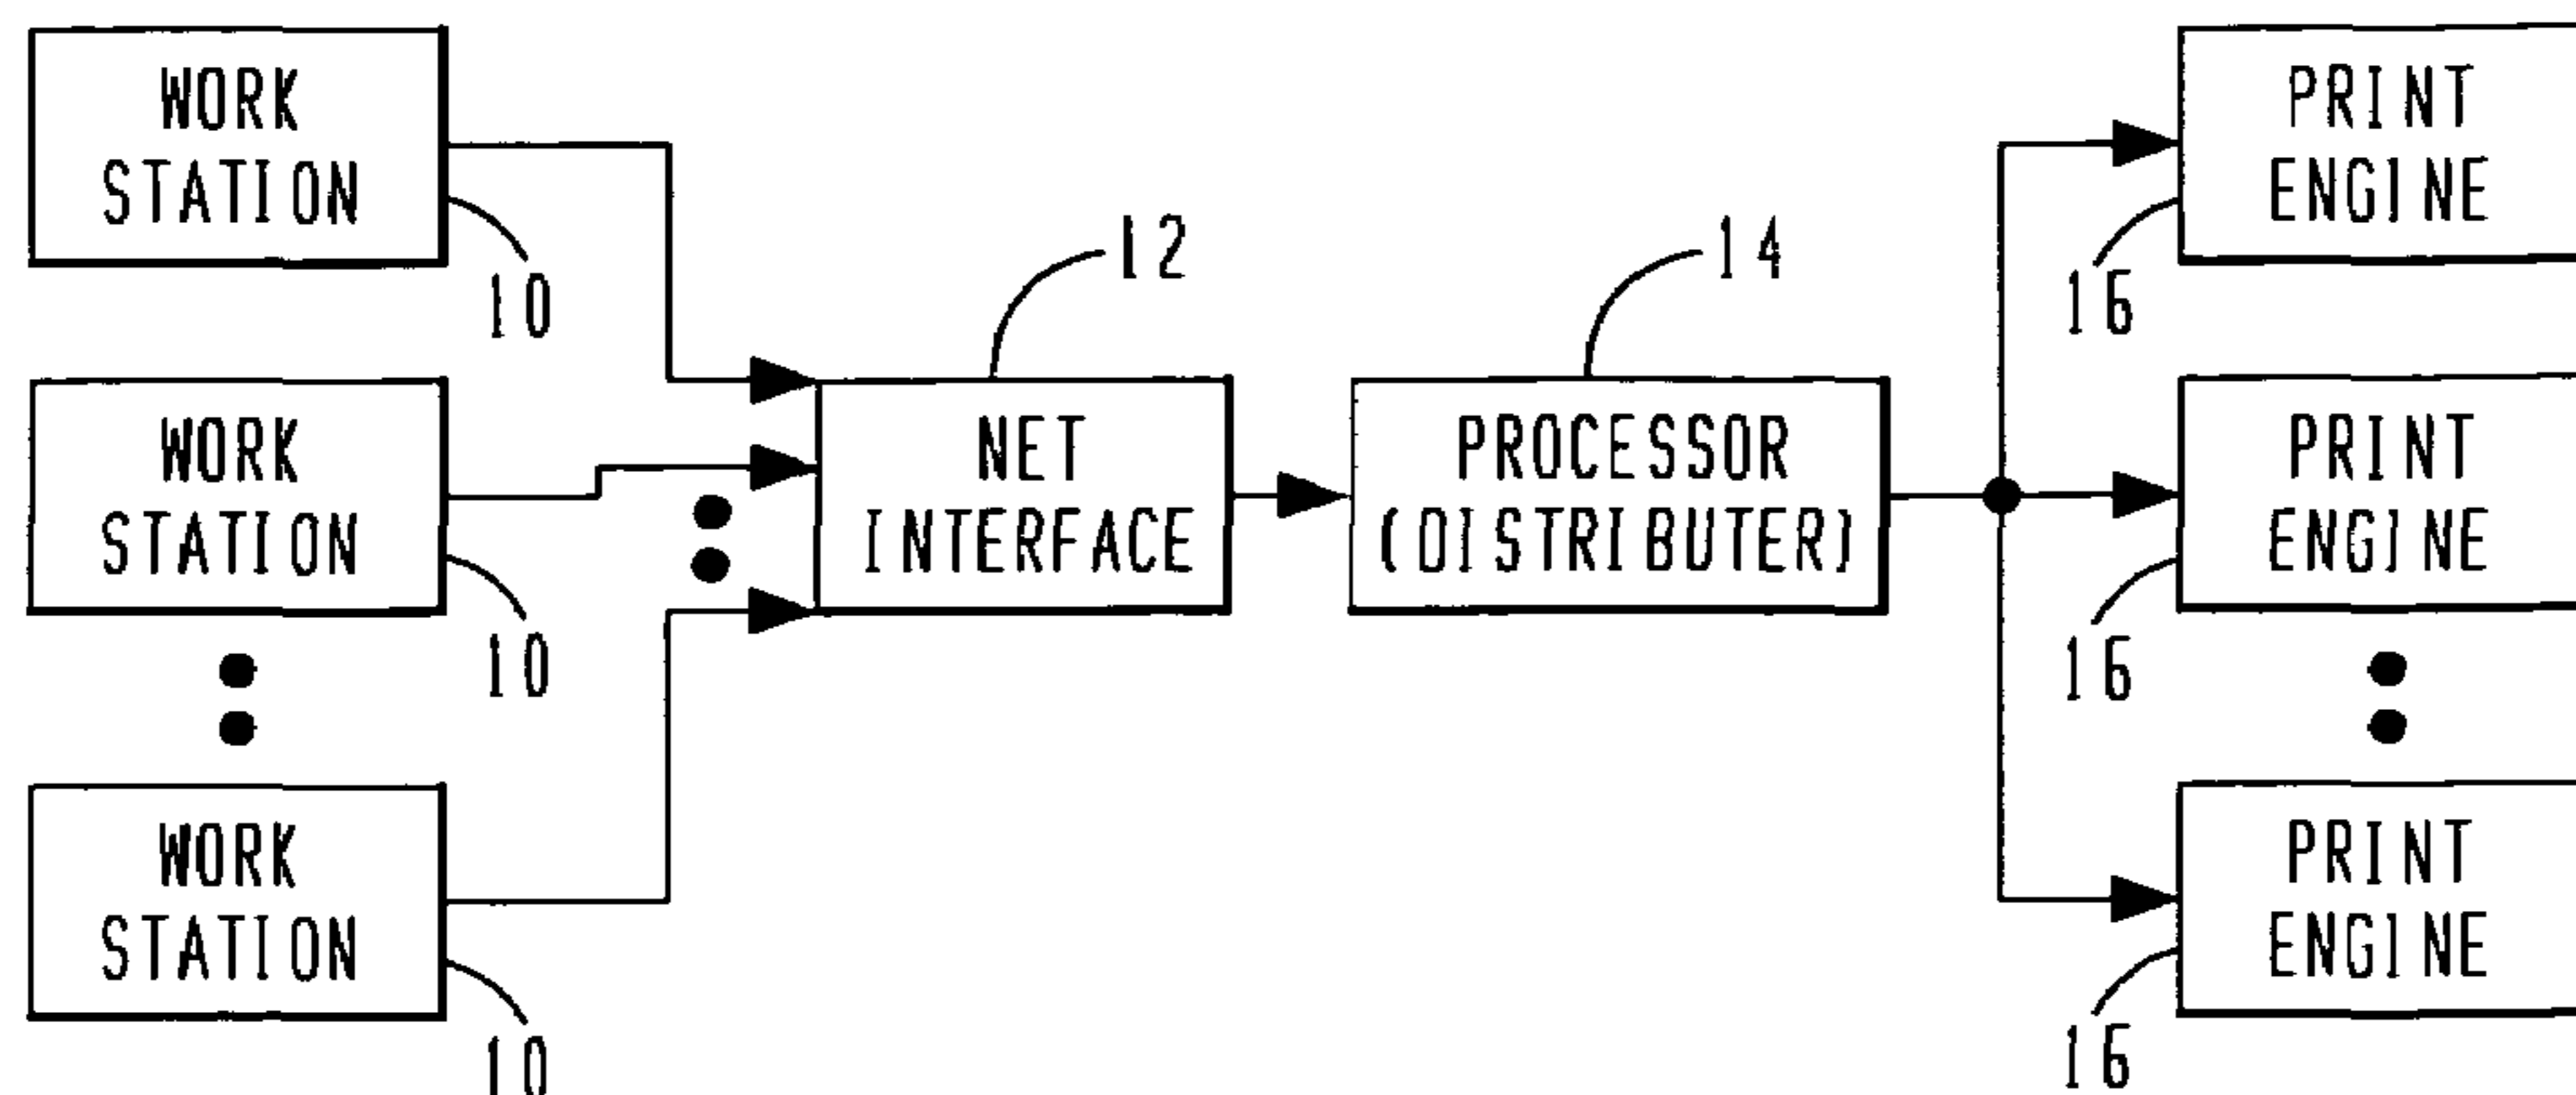 WORK
STATION
10
WORK
STATION
10
WORK
STATION
10
12
NET
INTERFACE
14
PROCESSOR
(DISTRIBUTER)
PRINT
ENGINE
16
PRINT
ENGINE
16
PRINT
ENGINE
16